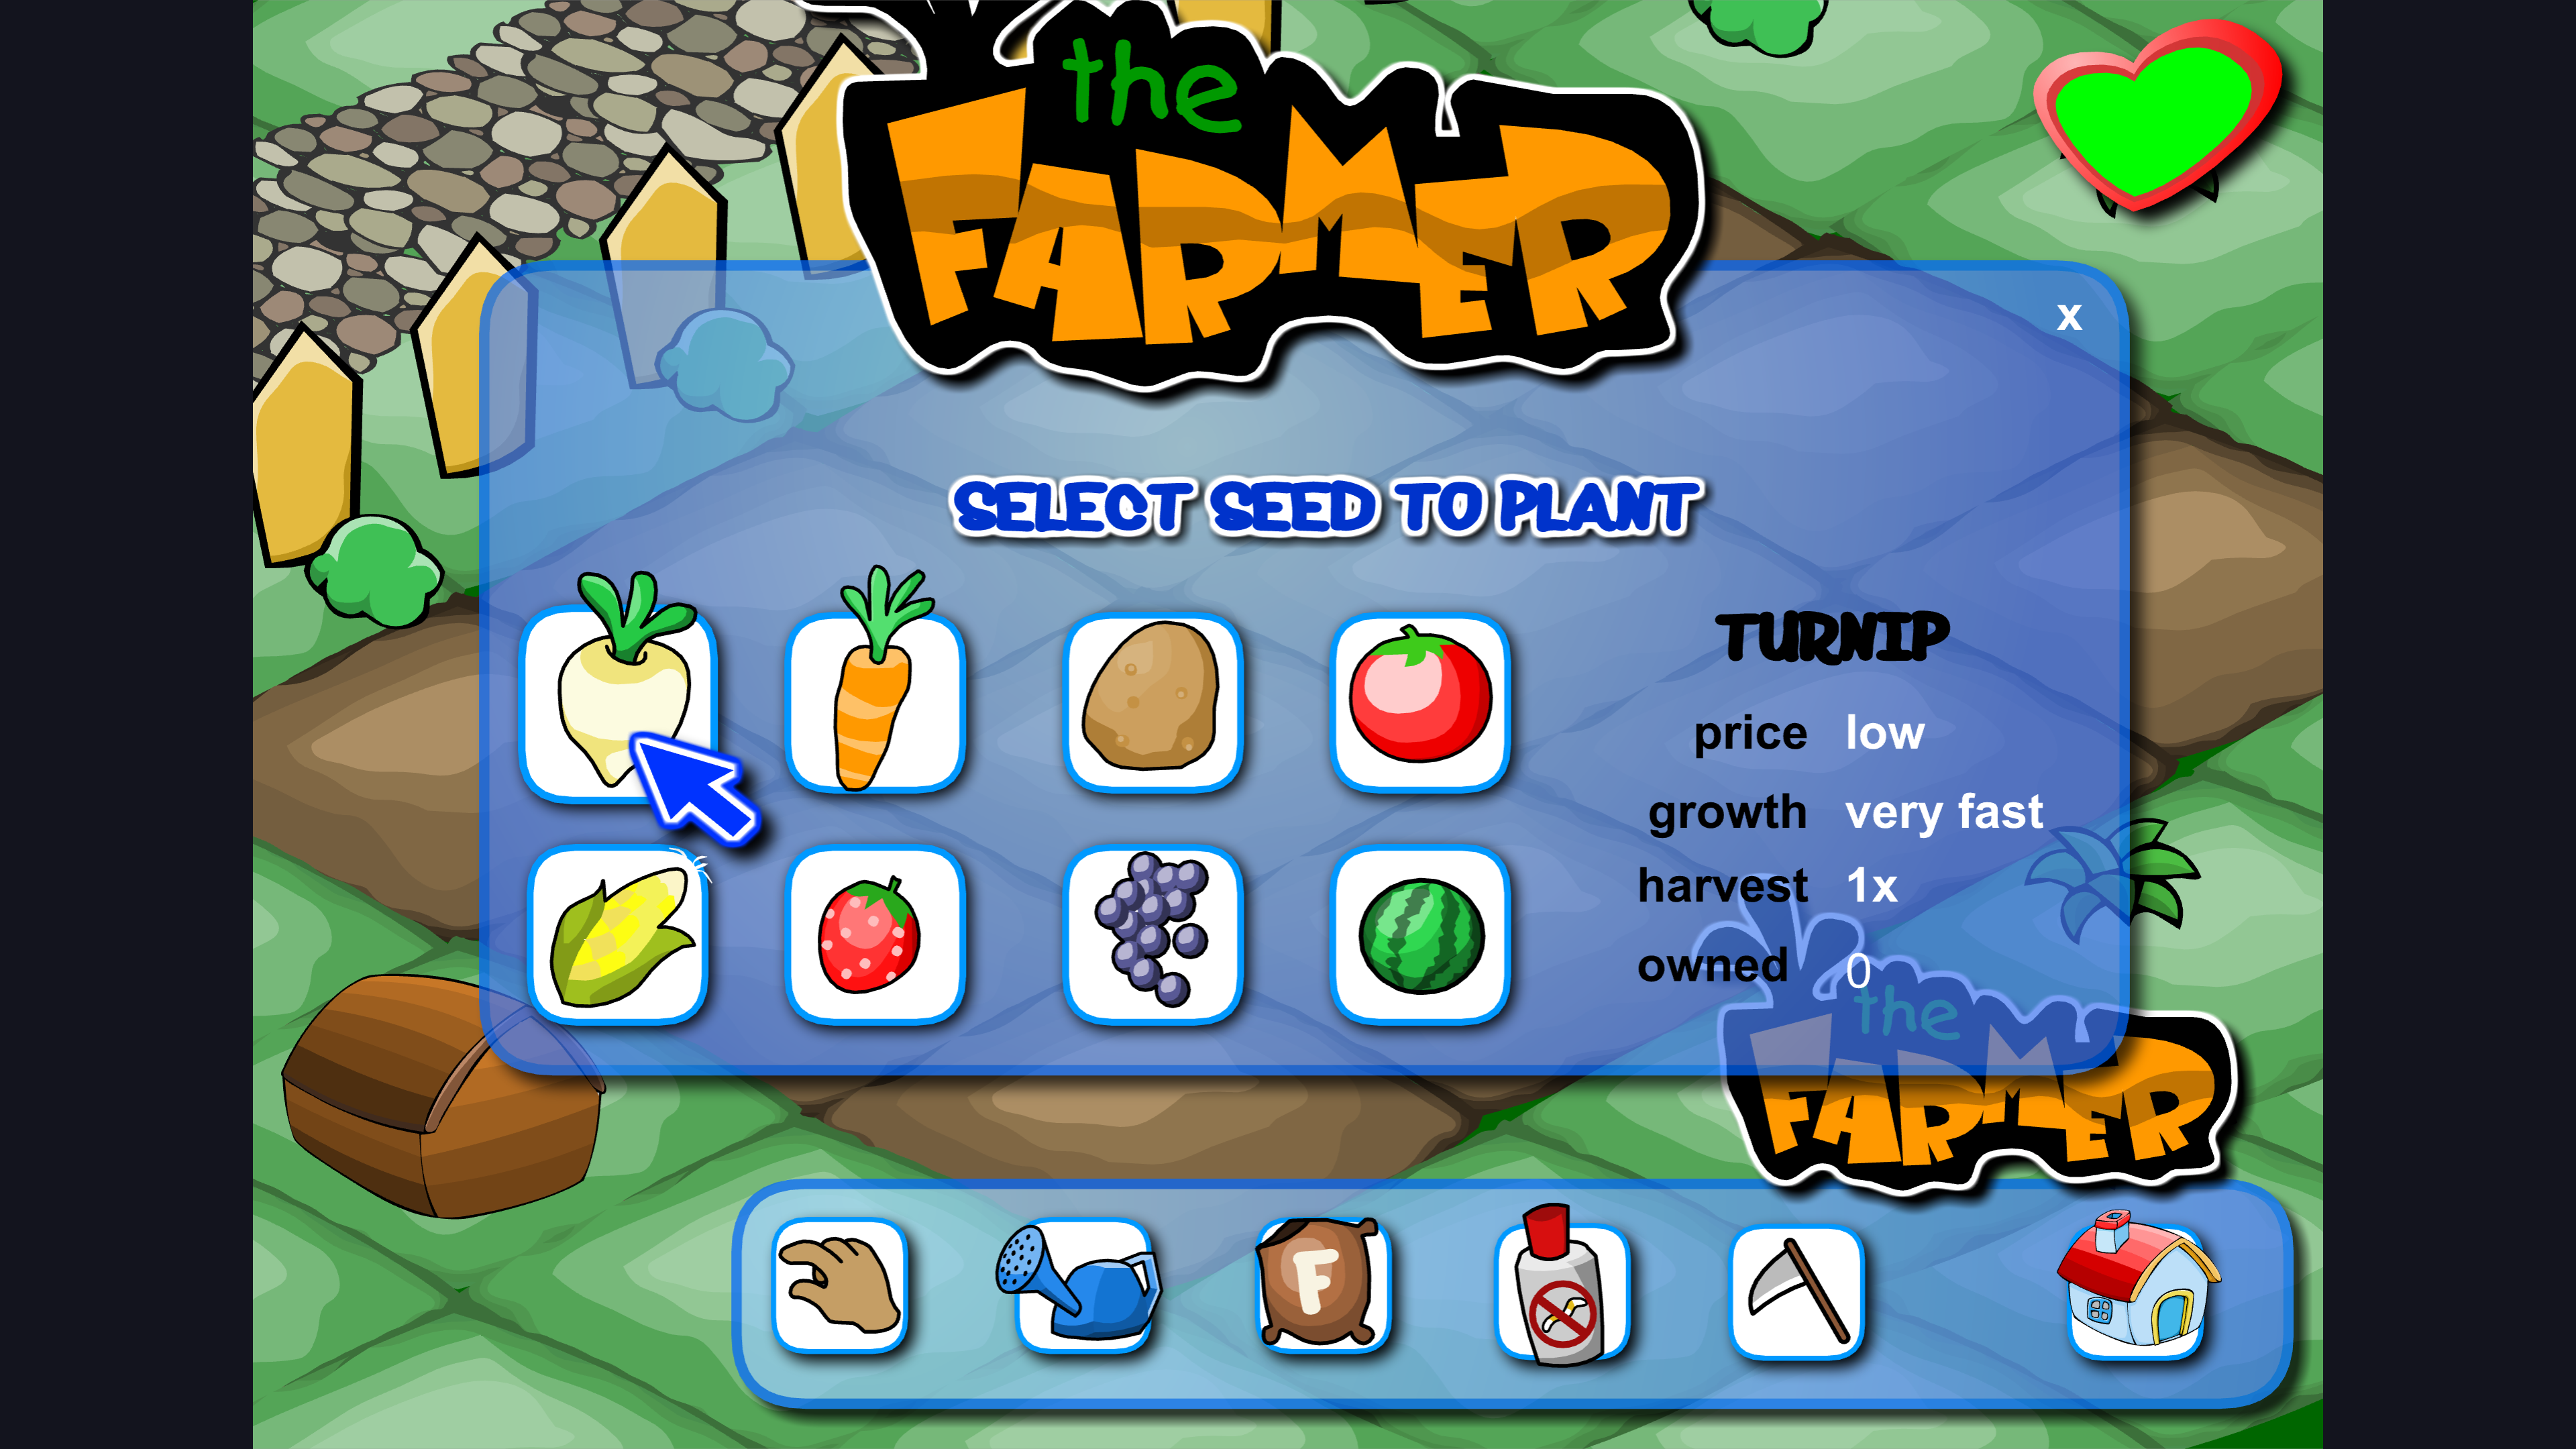 the
FARMER
x
SELECT SEED TO PLANT
TURNIP
price low
growth very fast
harvest 1x
owned 0
the
FARMER
F